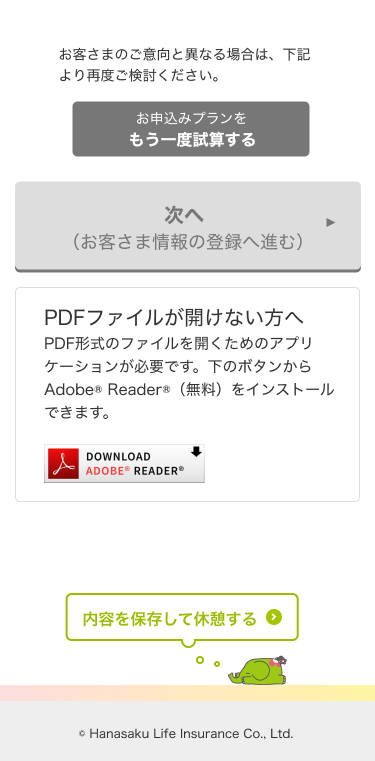 お客さまのご意向と異なる場合は、下記
より再度ご検討ください。
お申込みプランを
もう一度試算する
次へ
（お客さま情報の登録へ進む）
PDFファイルが開けない方へ
PDF形式のファイルを開くためのアプリ
ケーションが必要です。下のボタンから
Adobe® Reader®（無料）をインストール
できます。
DOWNLOAD
ADOBE® READER®
内容を保存して休憩する
© Hanasaku Life Insurance Co., Ltd.